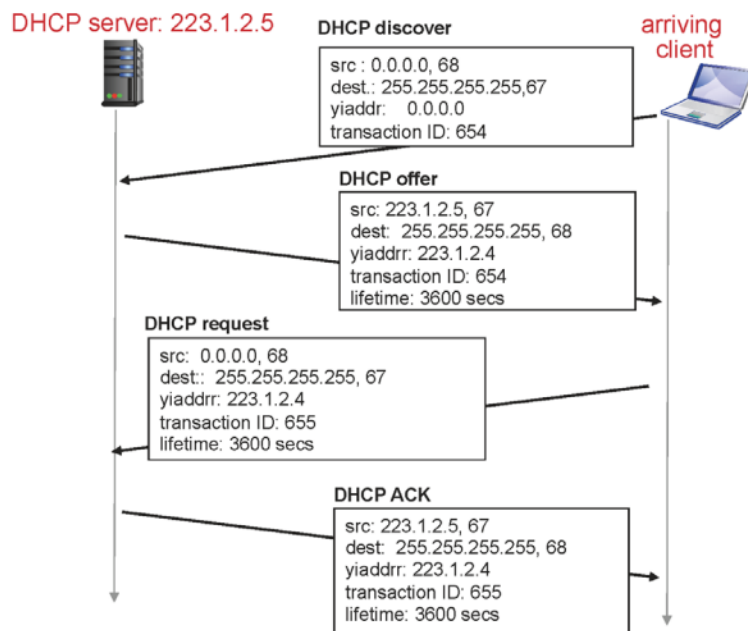 DHCP server: 223.1.2.5
arriving
client
DHCP discover
src : 0.0.0.0, 68
dest.: 255.255.255.255,67
yiaddr: 0.0.0.0
transaction ID: 654
DHCP offer
src: 223.1.2.5, 67
dest: 255.255.255.255, 68
yiaddrr: 223.1.2.4
transaction ID: 654
lifetime: 3600 secs
DHCP request
src: 0.0.0.0, 68
dest:: 255.255.255.255, 67
yiaddrr: 223.1.2.4
transaction ID: 655
lifetime: 3600 secs
DHCP ACK
src: 223.1.2.5, 67
dest: 255.255.255.255, 68
yiaddrr: 223.1.2.4
transaction ID: 655
lifetime: 3600 secs